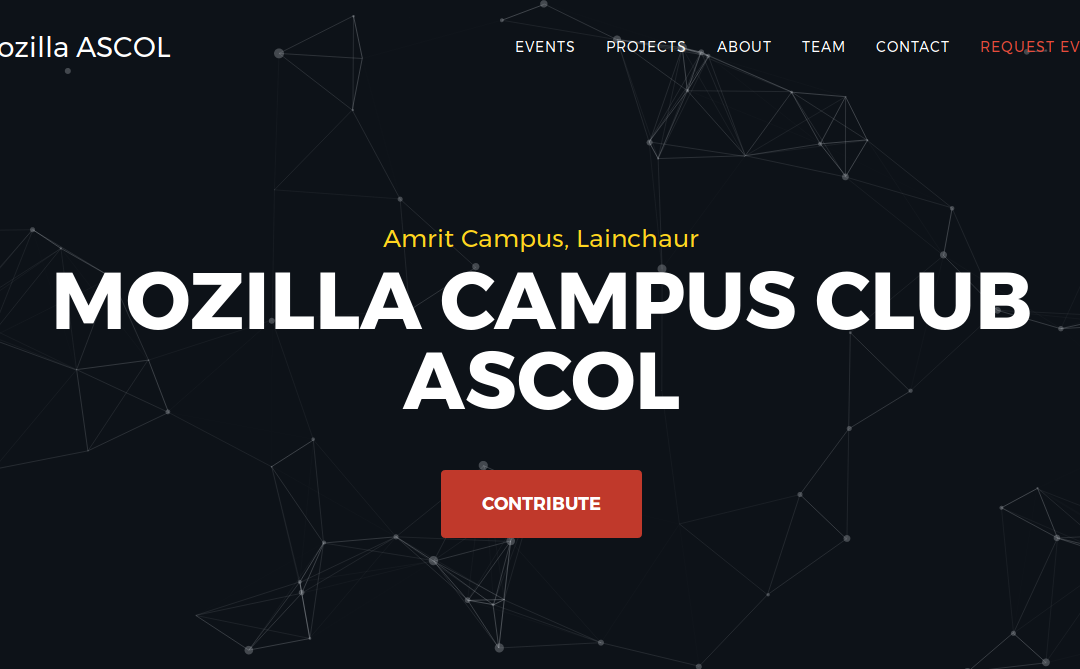 ozilla ASCOL
EVENTS PROJECTS ABOUT TEAM CONTACT REQUEST EV
Amrit Campus, Lainchaur
MOZILLA CAMPUS CLUB
ASCOL
CONTRIBUTE